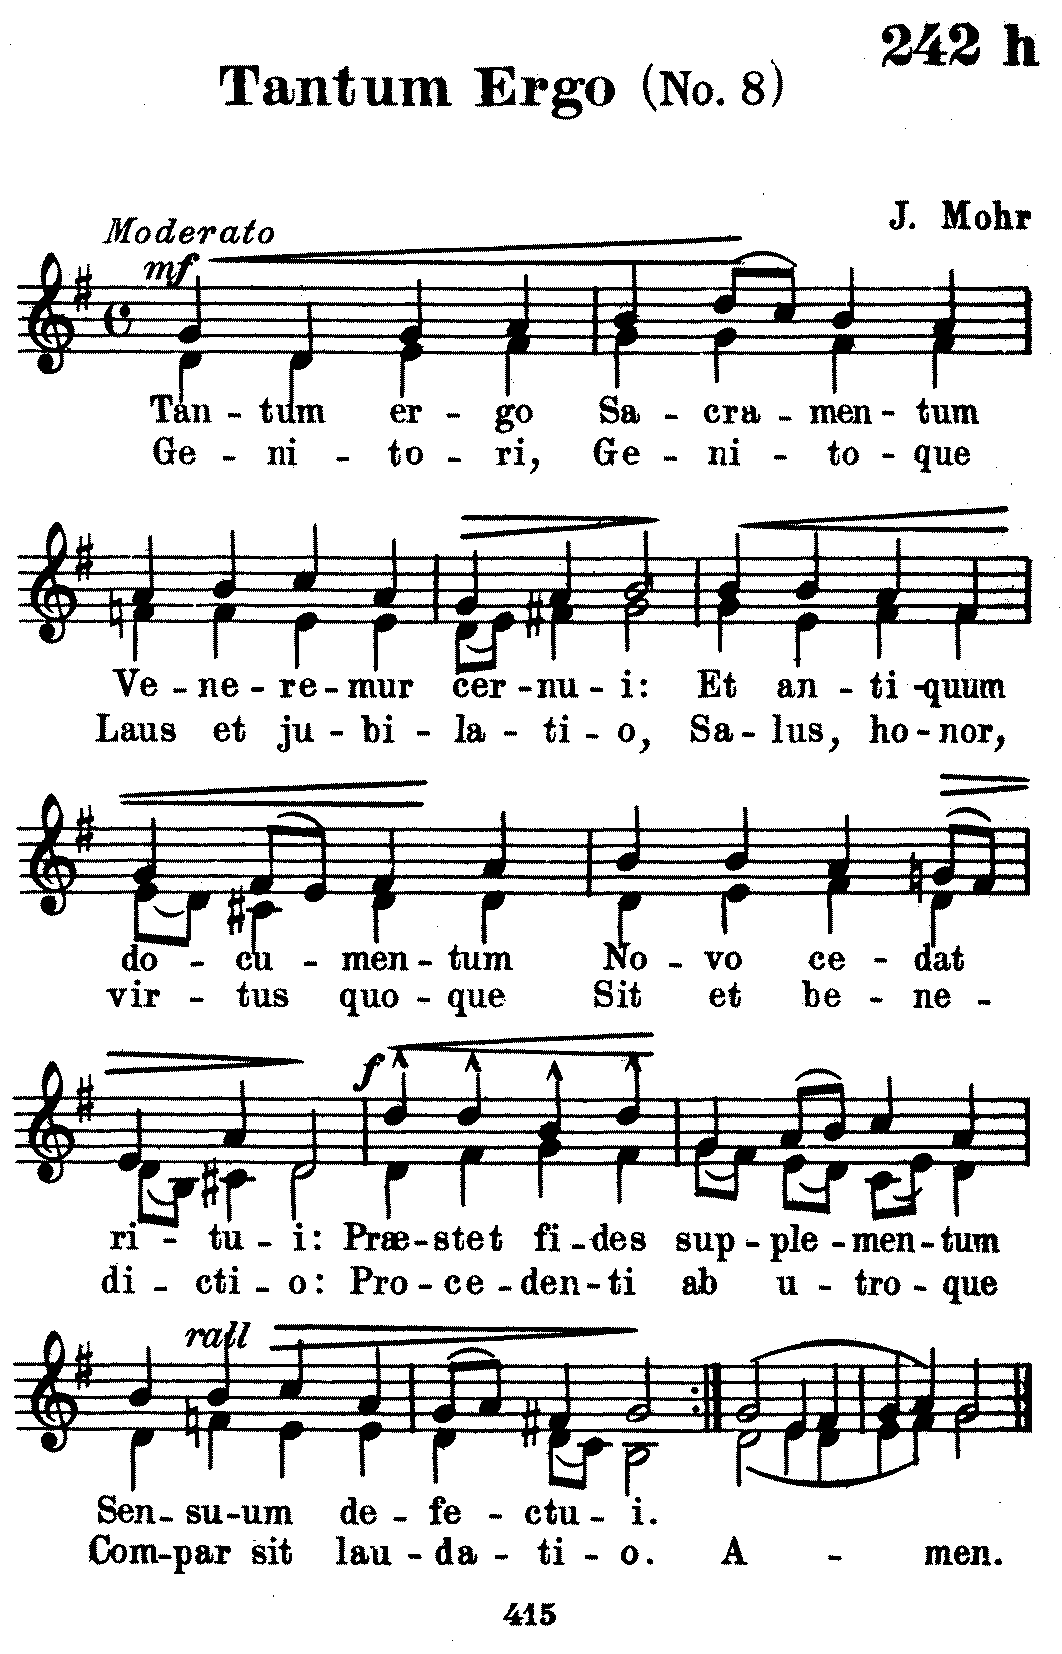 242 h
Tantum Ergo (No. 8)
J. Mohr
Moderato
mf
Tan - tum er - go Sa - cra - men - tum
Ge - ni - to - ri, Ge - ni - to - que
Ve - ne - re - mur cer - nu - i: Et an - ti - quum
Laus et ju - bi - la - ti - o, Sa - lus, ho - nor,
do - cu - men - tum No - vo ce - dat
vir - tus quo - que Sit et be - ne -
f
ri - tu - i: Præ - stet fi - des sup - ple - men - tum
di - cti - o: Pro - ce - den - ti ab u - tro - que
rall
Sen - su - um de - fe - ctu - i.
Com - par sit lau - da - ti - o. A - men.
415